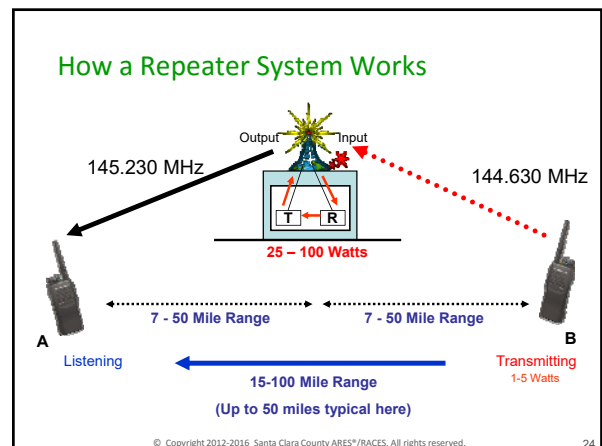 How a Repeater System Works
Output
Input
145.230 MHz
144.630 MHz
T
R
25 – 100 Watts
7 - 50 Mile Range
7 - 50 Mile Range
A
B
Listening
Transmitting
1-5 Watts
15-100 Mile Range
(Up to 50 miles typical here)
© Copyright 2012-2016 Santa Clara County ARES®/RACES. All rights reserved.
24